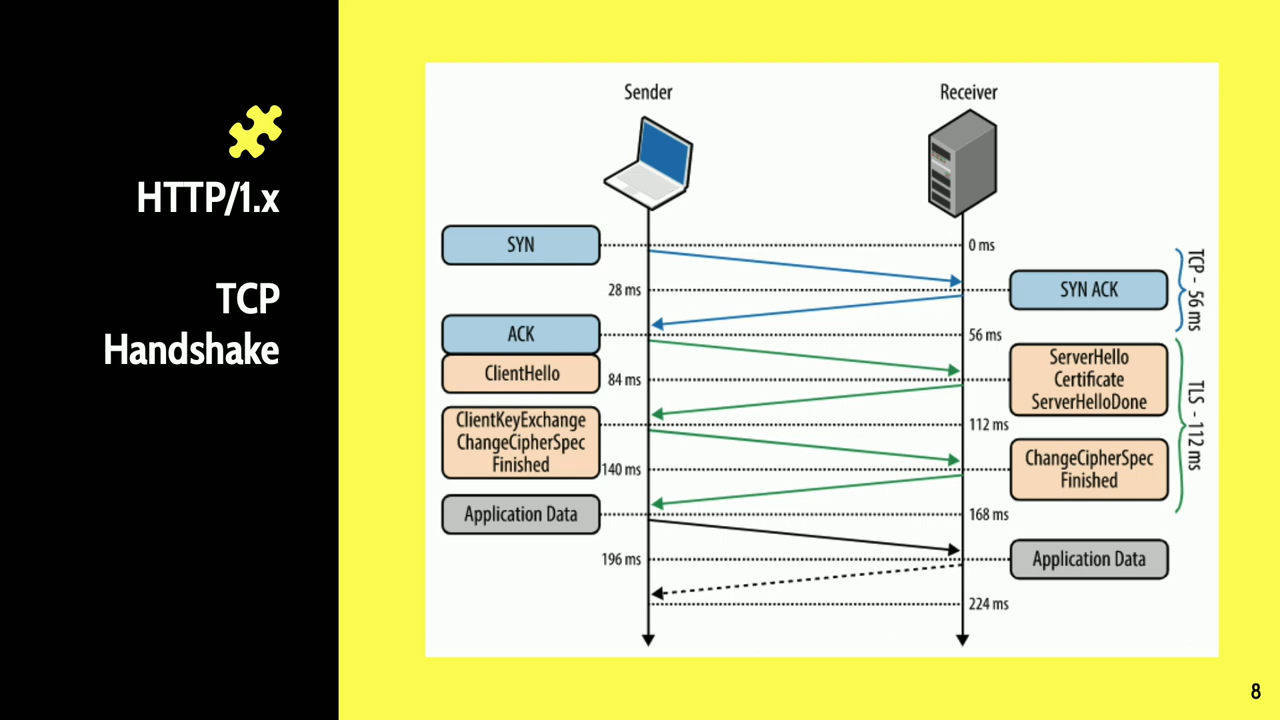 HTTP/1.x
TCP
Handshake
Sender
Receiver
SYN
0 ms
28 ms
SYN ACK
TCP - 56 ms
ACK
56 ms
ClientHello
84 ms
ServerHello
Certificate
ServerHelloDone
TLS - 112 ms
ClientKeyExchange
ChangeCipherSpec
Finished
112 ms
140 ms
ChangeCipherSpec
Finished
Application Data
168 ms
196 ms
Application Data
224 ms
8